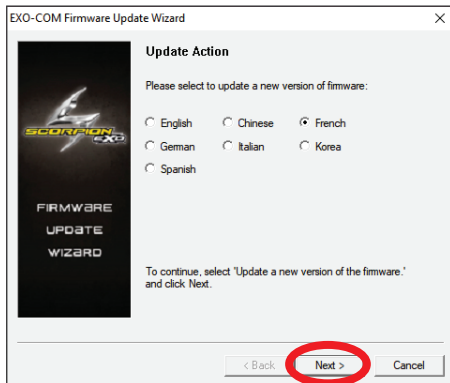 EXO-COM Firmware Update Wizard
Update Action
Please select to update a new version of firmware:
English Chinese French
German Italian Korea
Spanish
SCORPION
EXO
FIRMWARE
UPDATE
WIZARD
To continue, select 'Update a new version of the firmware.'
and click Next.
< Back Next > Cancel